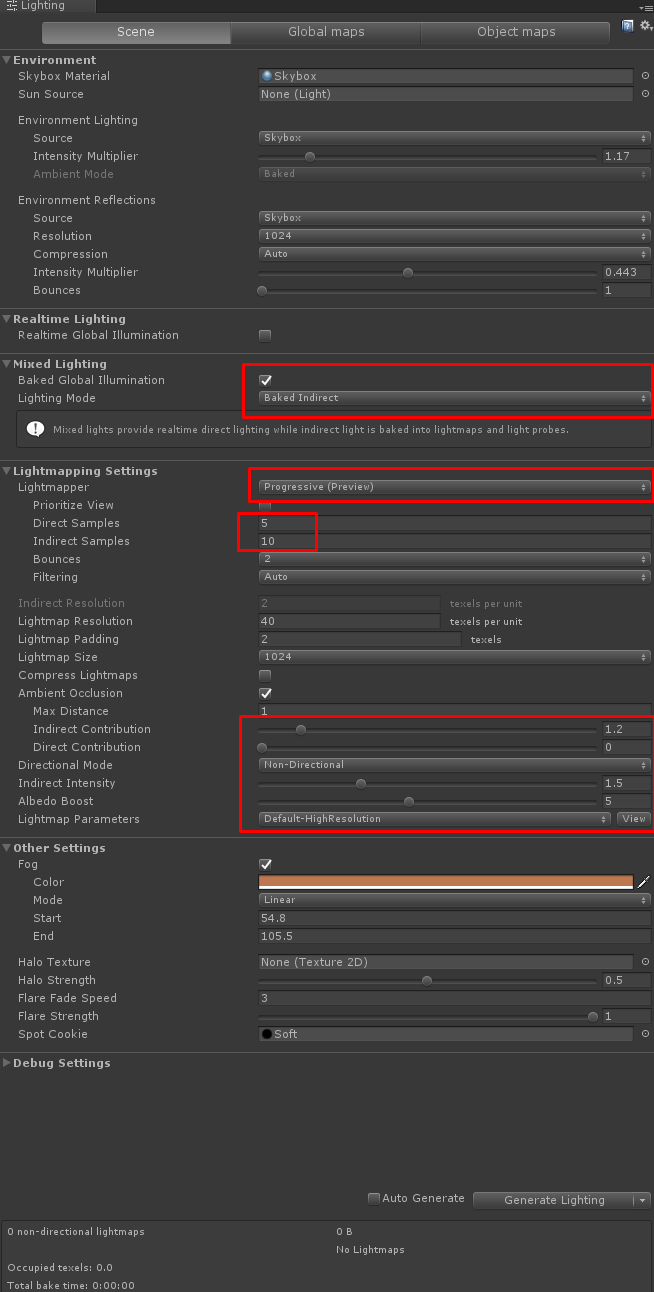 Lighting
Scene Global maps Object maps
Environment
Skybox Material Skybox
Sun Source None (Light)
Environment Lighting
Source Skybox
Intensity Multiplier 1.17
Ambient Mode Baked
Environment Reflections
Source Skybox
Resolution 1024
Compression Auto
Intensity Multiplier 0.443
Bounces 1
Realtime Lighting
Realtime Global Illumination
Mixed Lighting
Baked Global Illumination
Lighting Mode Baked Indirect
Mixed lights provide realtime direct lighting while indirect light is baked into lightmaps and light probes.
Lightmapping Settings
Lightmapper Progressive (Preview)
Prioritize View
Direct Samples 5
Indirect Samples 10
Bounces 2
Filtering Auto
Indirect Resolution 2 texels per unit
Lightmap Resolution 40 texels per unit
Lightmap Padding 2 texels
Lightmap Size 1024
Compress Lightmaps
Ambient Occlusion
Max Distance 1
Indirect Contribution 1.2
Direct Contribution 0
Directional Mode Non-Directional
Indirect Intensity 1.5
Albedo Boost 5
Lightmap Parameters Default-HighResolution View
Other Settings
Fog
Color
Mode Linear
Start 54.8
End 105.5
Halo Texture None (Texture 2D)
Halo Strength 0.5
Flare Fade Speed 3
Flare Strength 1
Spot Cookie Soft
Debug Settings
Auto Generate Generate Lighting
0 non-directional lightmaps 0 B
No Lightmaps
Occupied texels: 0.0
Total bake time: 0:00:00